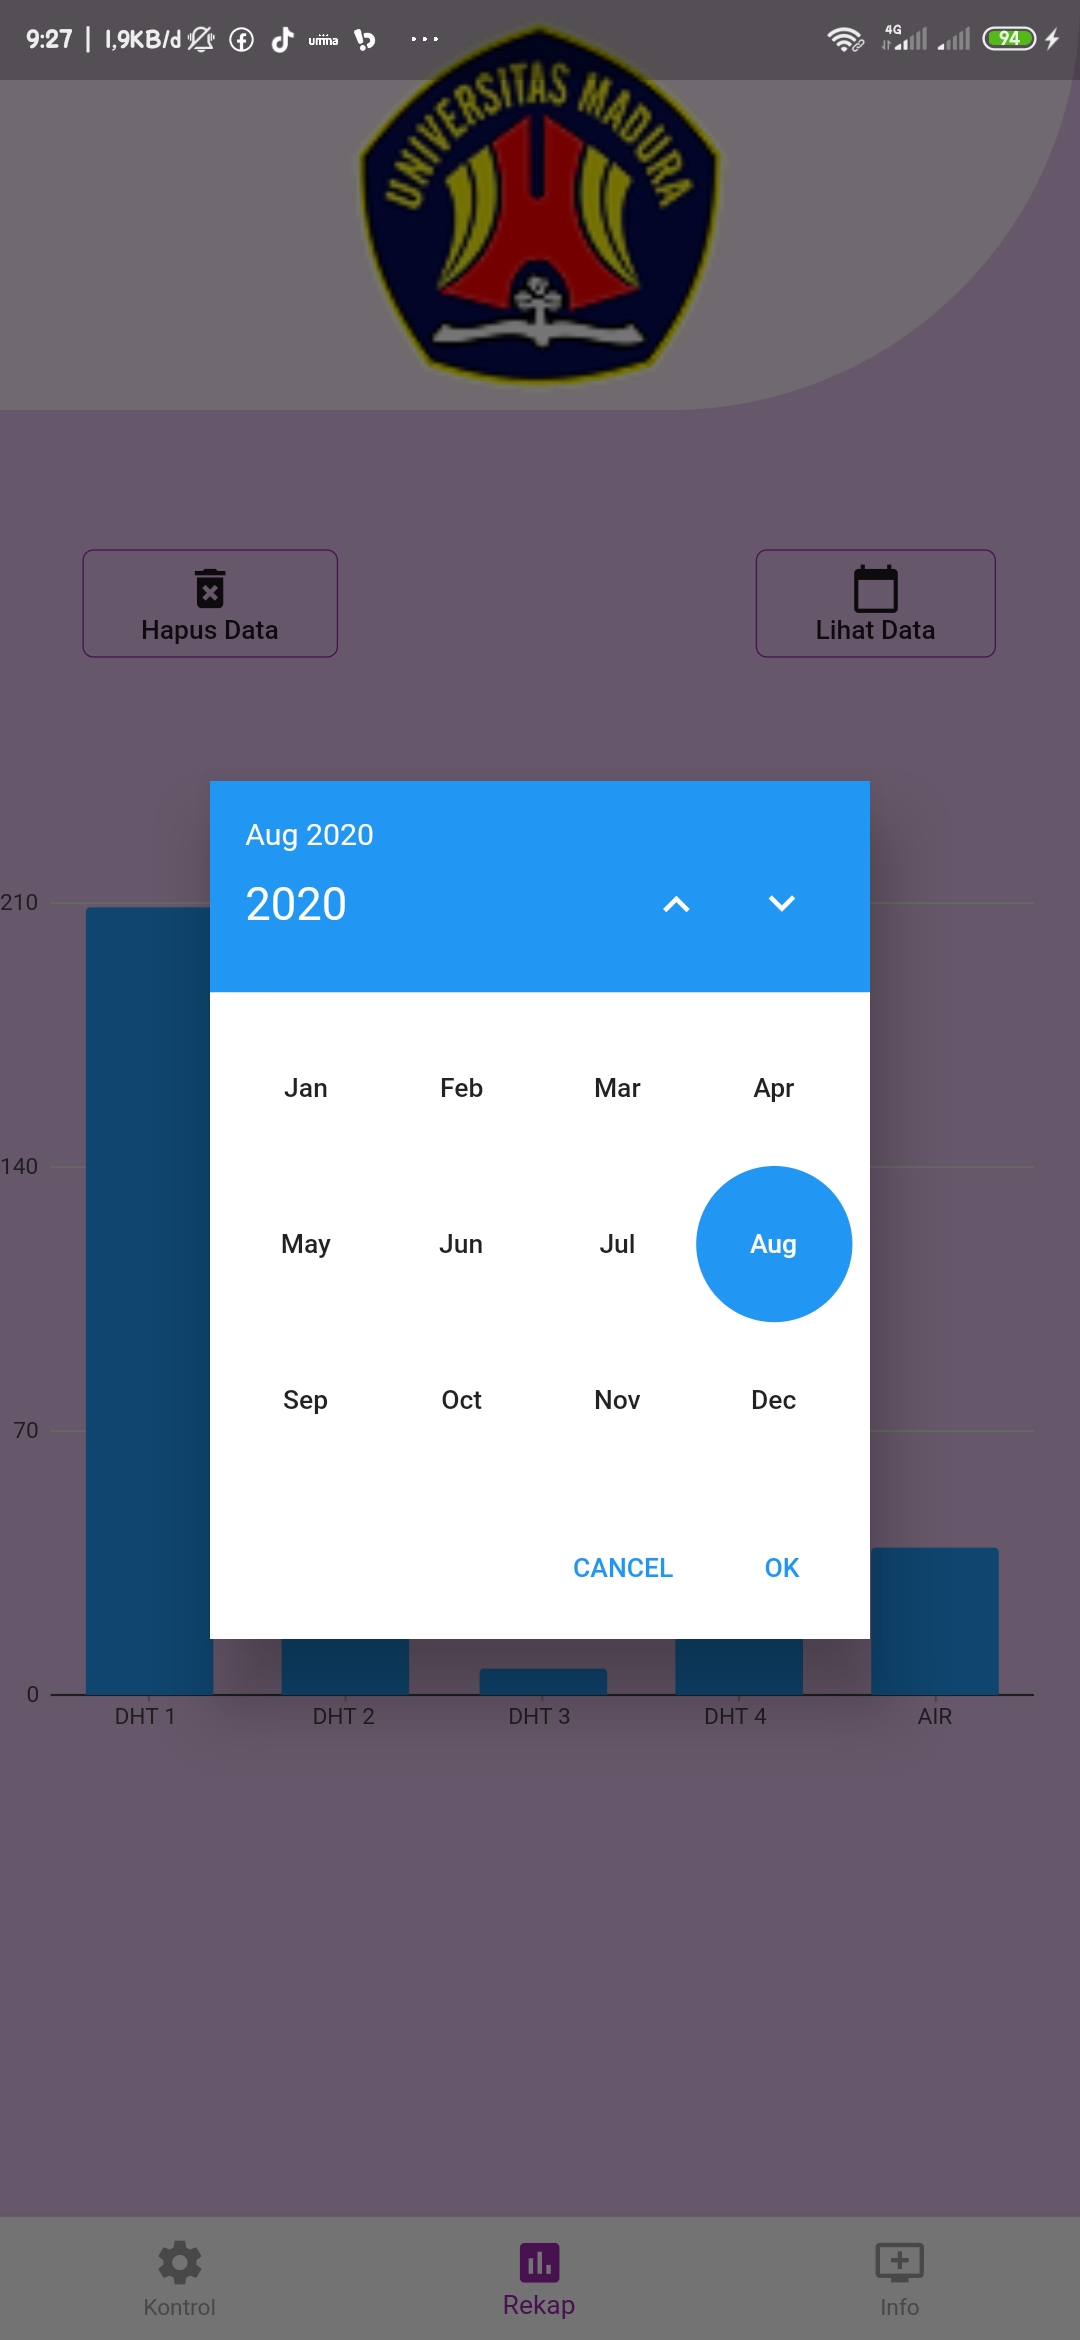 9:27 | 1,9KB/d
4G
94
UNIVERSITAS MADURA
Hapus Data
Lihat Data
Aug 2020
2020
210
Jan Feb Mar Apr
140
May Jun Jul Aug
Sep Oct Nov Dec
70
CANCEL OK
0
DHT 1 DHT 2 DHT 3 DHT 4 AIR
Kontrol Rekap Info